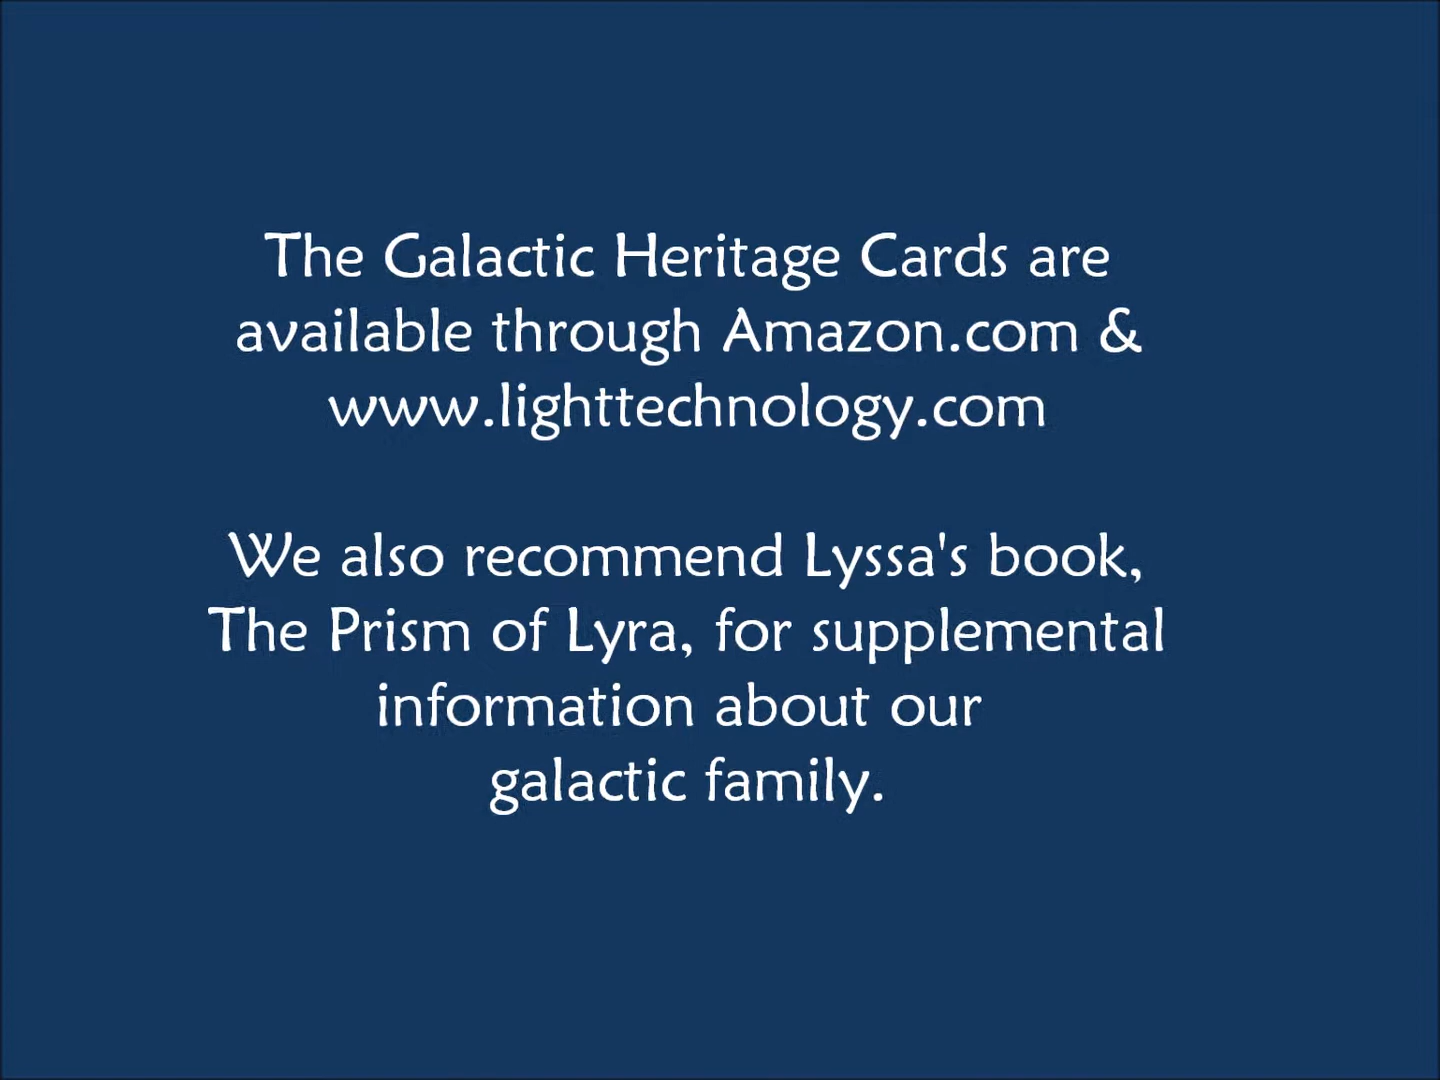 The Galactic Heritage Cards are
available through Amazon.com &
www.lighttechnology.com
We also recommend Lyssa's book,
The Prism of Lyra, for supplemental
information about our
galactic family.